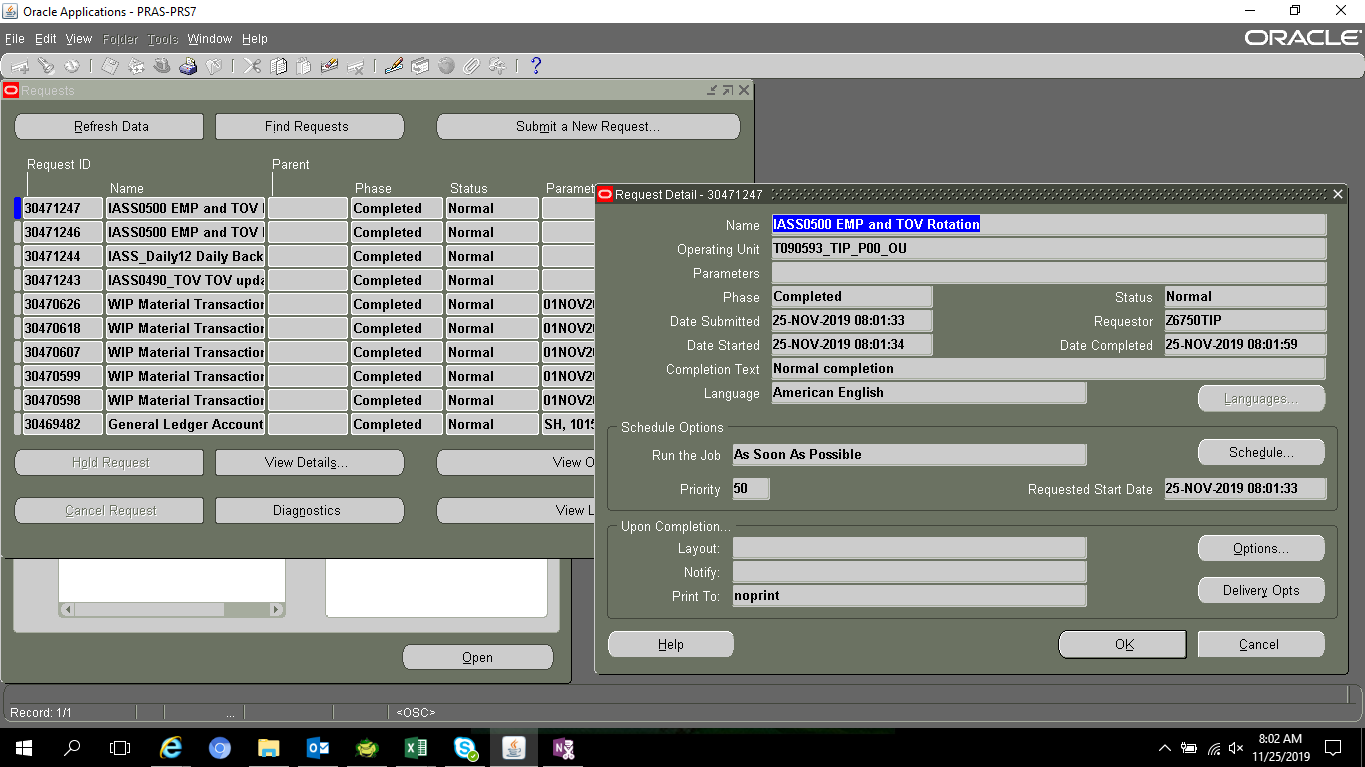 Oracle Applications - PRAS-PRS7
File Edit View Folder Tools Window Help
ORACLE
Requests
Refresh Data Find Requests Submit a New Request...
Request ID Parent
Name Phase Status Paramet
30471247 IASS0500 EMP and TOV Completed Normal
30471246 IASS0500 EMP and TOV Completed Normal
30471244 IASS_Daily12 Daily Back Completed Normal
30471243 IASS0490_TOV TOV upda Completed Normal
30470626 WIP Material Transaction Completed Normal 01NOV20
30470618 WIP Material Transaction Completed Normal 01NOV20
30470607 WIP Material Transaction Completed Normal 01NOV20
30470599 WIP Material Transaction Completed Normal 01NOV20
30470598 WIP Material Transaction Completed Normal 01NOV20
30469482 General Ledger Account Completed Normal SH, 1015
Hold Request View Details... View O
Cancel Request Diagnostics View L
Open
Request Detail - 30471247
Name IASS0500 EMP and TOV Rotation
Operating Unit T090593_TIP_P00_OU
Parameters
Phase Completed Status Normal
Date Submitted 25-NOV-2019 08:01:33 Requestor Z6750TIP
Date Started 25-NOV-2019 08:01:34 Date Completed 25-NOV-2019 08:01:59
Completion Text Normal completion
Language American English
Languages...
Schedule Options
Run the Job As Soon As Possible Schedule...
Priority 50 Requested Start Date 25-NOV-2019 08:01:33
Upon Completion...
Layout: Options...
Notify:
Print To: noprint Delivery Opts
Help OK Cancel
Record: 1/1 ... <OSC>
8:02 AM
11/25/2019